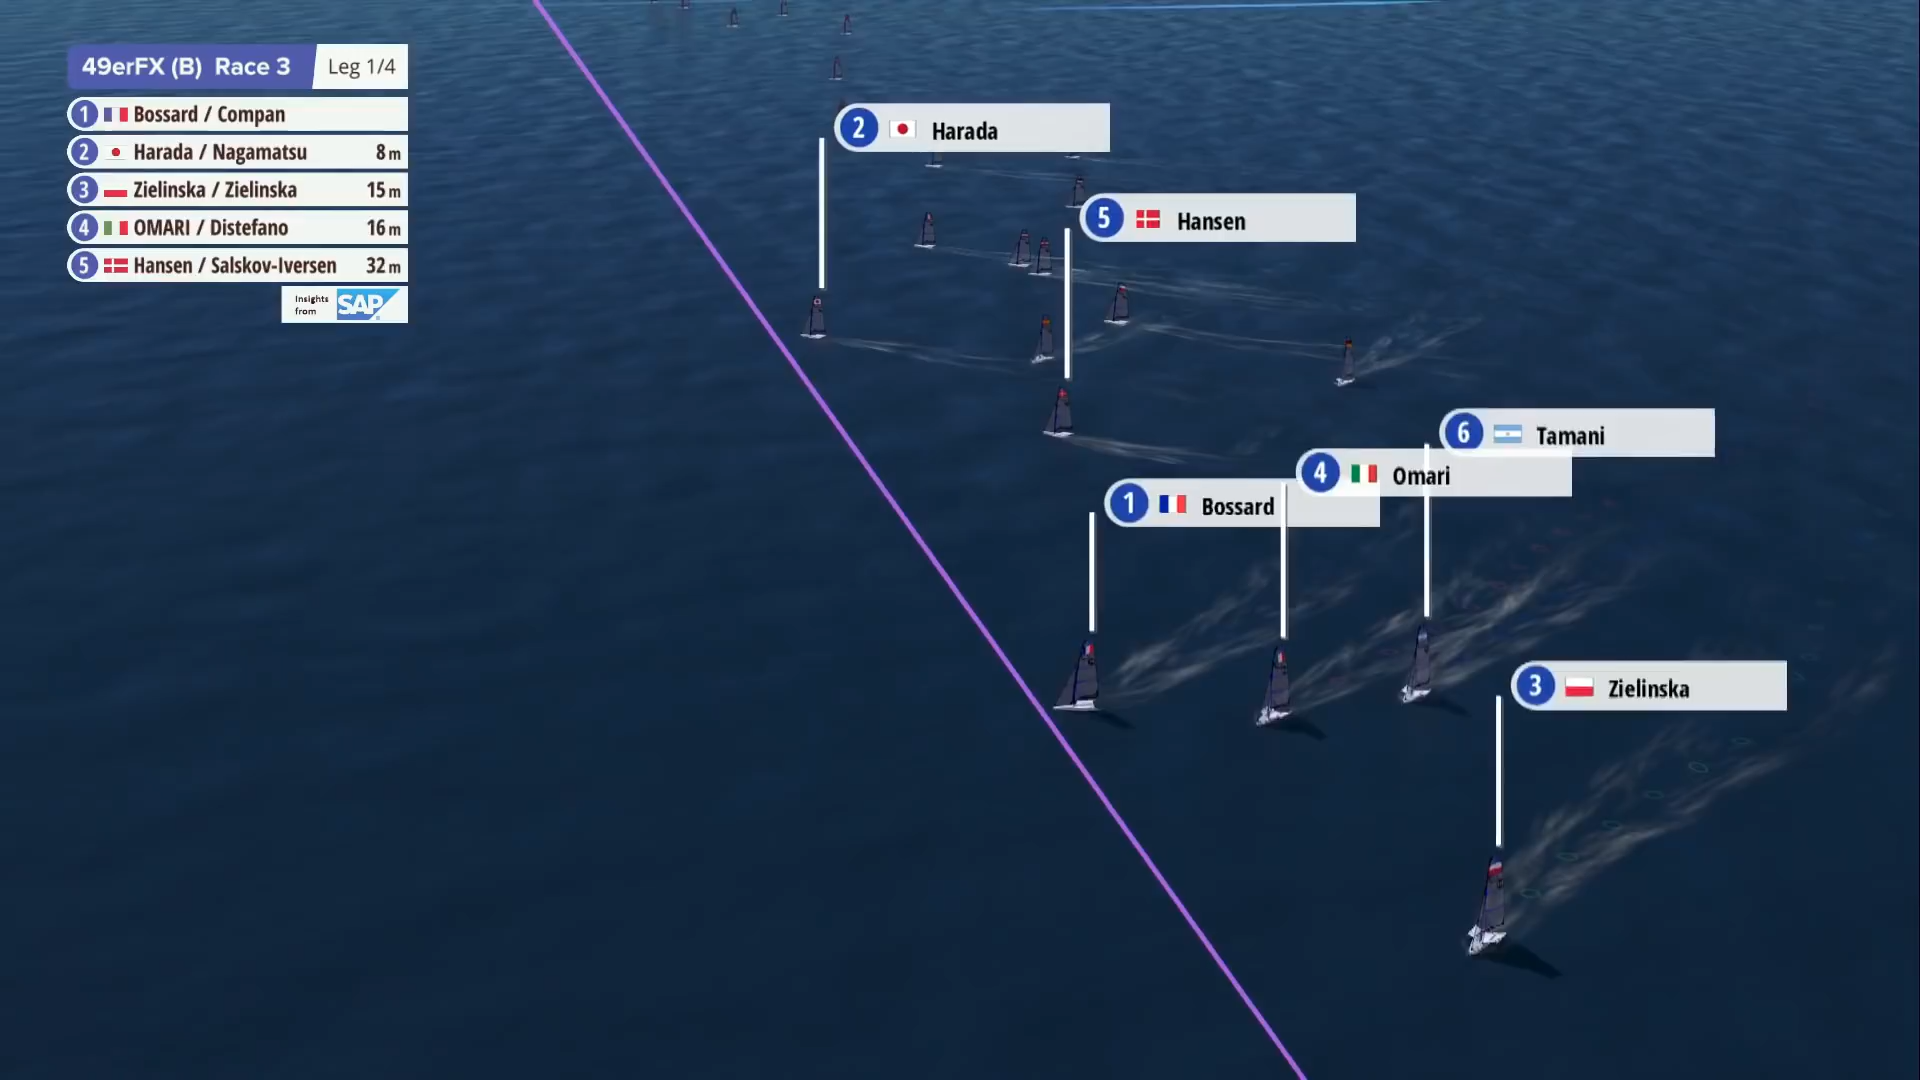 49erFX (B) Race 3 Leg 1/4
1 Bossard / Compan
2 Harada / Nagamatsu 8 m
3 Zielinska / Zielinska 15 m
4 OMARI / Distefano 16 m
5 Hansen / Salskov-Iversen 32 m
Insights
from
SAP
2 Harada
5 Hansen
6 Tamani
4 Omari
1 Bossard
3 Zielinska